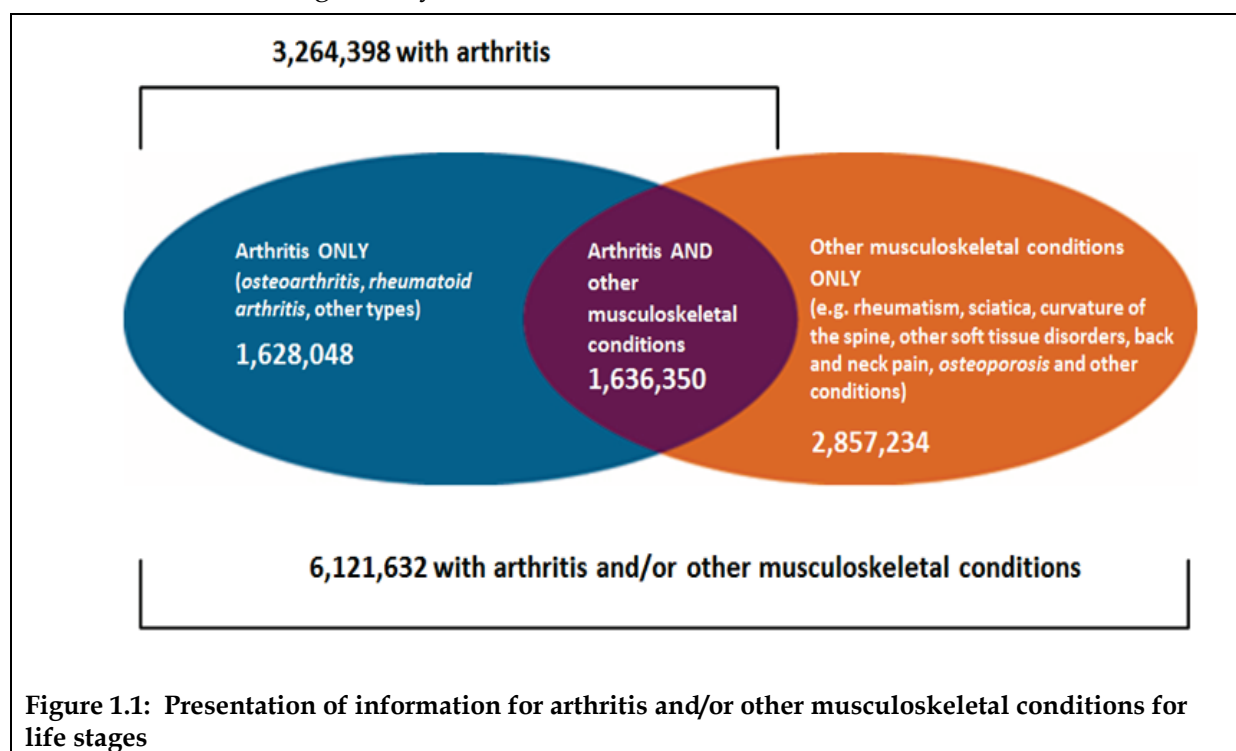 3,264,398 with arthritis
Arthritis ONLY
(osteoarthritis, rheumatoid
arthritis, other types)
1,628,048
Arthritis AND
other
musculoskeletal
conditions
1,636,350
Other musculoskeletal conditions
ONLY
(e.g. rheumatism, sciatica, curvature of
the spine, other soft tissue disorders, back
and neck pain, osteoporosis and other
conditions)
2,857,234
6,121,632 with arthritis and/or other musculoskeletal conditions
Figure 1.1: Presentation of information for arthritis and/or other musculoskeletal conditions for
life stages